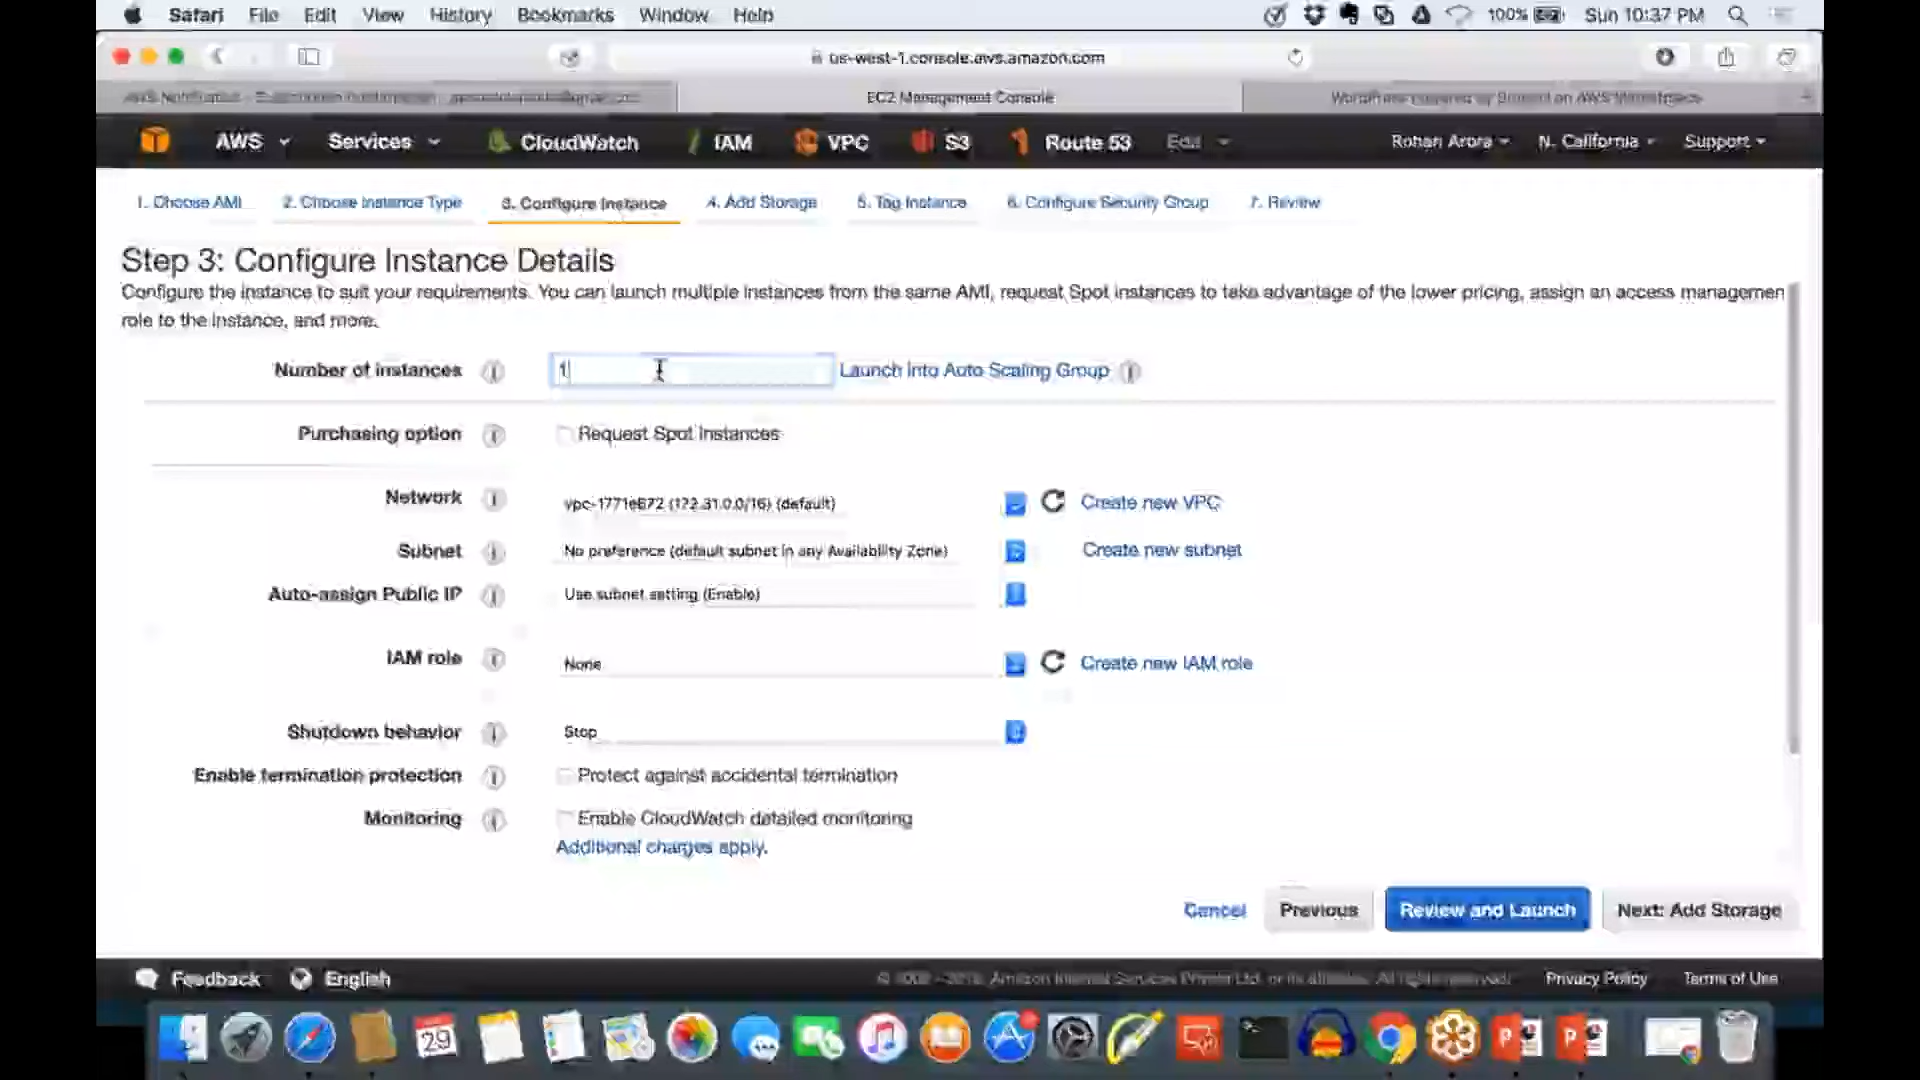 Safari File Edit View History Bookmarks Window Help 100% Sun 10:37 PM
us-west-1.console.aws.amazon.com
EC2 Management Console
AWS Services CloudWatch IAM VPC S3 Route 53 Edit Rohan Arora N. California Support
1. Choose AMI 2. Choose Instance Type 3. Configure Instance 4. Add Storage 5. Tag Instance 6. Configure Security Group 7. Review
Step 3: Configure Instance Details
Configure the instance to suit your requirements. You can launch multiple instances from the same AMI, request Spot instances to take advantage of the lower pricing, assign an access managemen
role to the instance, and more.
Number of instances 1 Launch into Auto Scaling Group
Purchasing option Request Spot instances
Network (172.31.0.0/16) (default) Create new VPC
Subnet No preference (default subnet in any Availability Zone) Create new subnet
Auto-assign Public IP Use subnet setting (Enable)
IAM role None Create new IAM role
Shutdown behavior Stop
Enable termination protection Protect against accidental termination
Monitoring Enable CloudWatch detailed monitoring
Additional charges apply.
Cancel Previous Review and Launch Next: Add Storage
Feedback English Privacy Policy Terms of Use
29